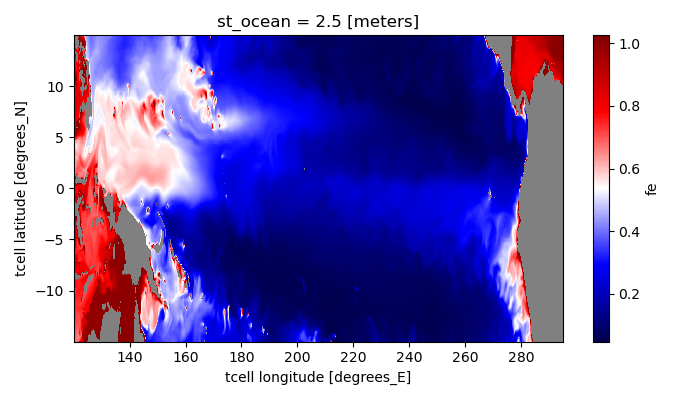 st_ocean = 2.5 [meters]
10
5
0
−5
−10
tcell latitude [degrees_N]
140 160 180 200 220 240 260 280
tcell longitude [degrees_E]
1.0
0.8
0.6
0.4
0.2
fe